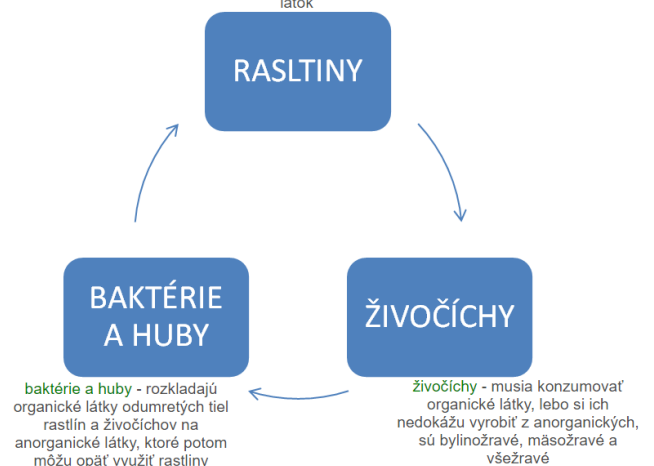 látok
RASLTINY
BAKTÉRIE
A HUBY
ŽIVOČÍCHY
baktérie a huby - rozkladajú
organické látky odumretých tiel
rastlín a živočíchov na
anorganické látky, ktoré potom
môžu opäť využiť rastliny
živočíchy - musia konzumovať
organické látky, lebo si ich
nedokážu vyrobiť z anorganických,
sú bylinožravé, mäsožravé a
všežravé